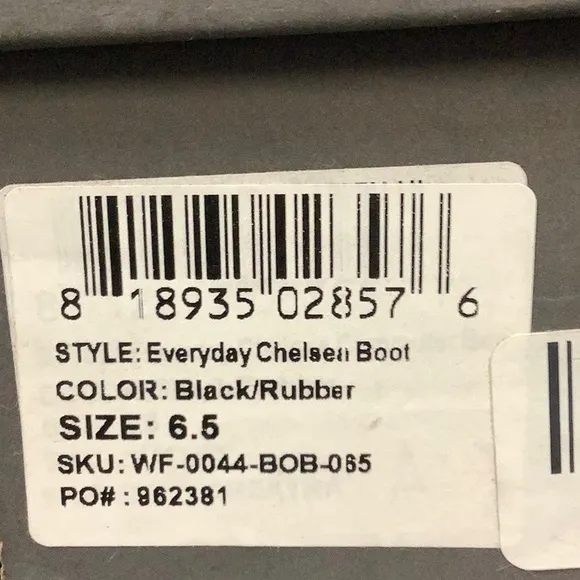 8 18935 02857 6
STYLE: Everyday Chelsea Boot
COLOR: Black/Rubber
SIZE: 6.5
SKU: WF-0044-BOB-065
PO# : 962381